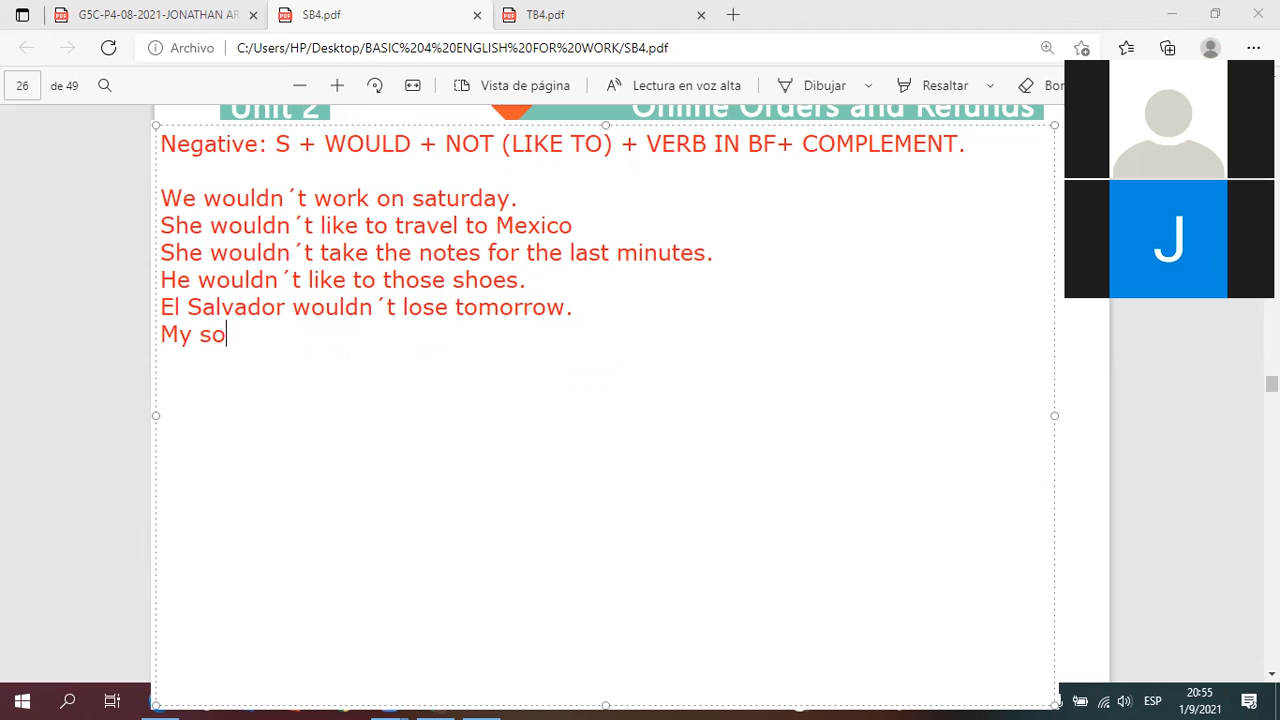 G5C-P4-08-2021-JONATHAN AR
SB4.pdf
TB4.pdf
Archivo
C:/Users/HP/Desktop/BASIC%204%20ENGLISH%20FOR%20WORK/SB4.pdf
26 de 49
Vista de página
Lectura en voz alta
Dibujar
Resaltar
Bor
Unit 2
Online Orders and Refunds
Negative: S + WOULD + NOT (LIKE TO) + VERB IN BF+ COMPLEMENT.
We wouldn´t work on saturday.
She wouldn´t like to travel to Mexico
She wouldn´t take the notes for the last minutes.
He wouldn´t like to those shoes.
El Salvador wouldn´t lose tomorrow.
My so
J
ESP
20:55
1/9/2021